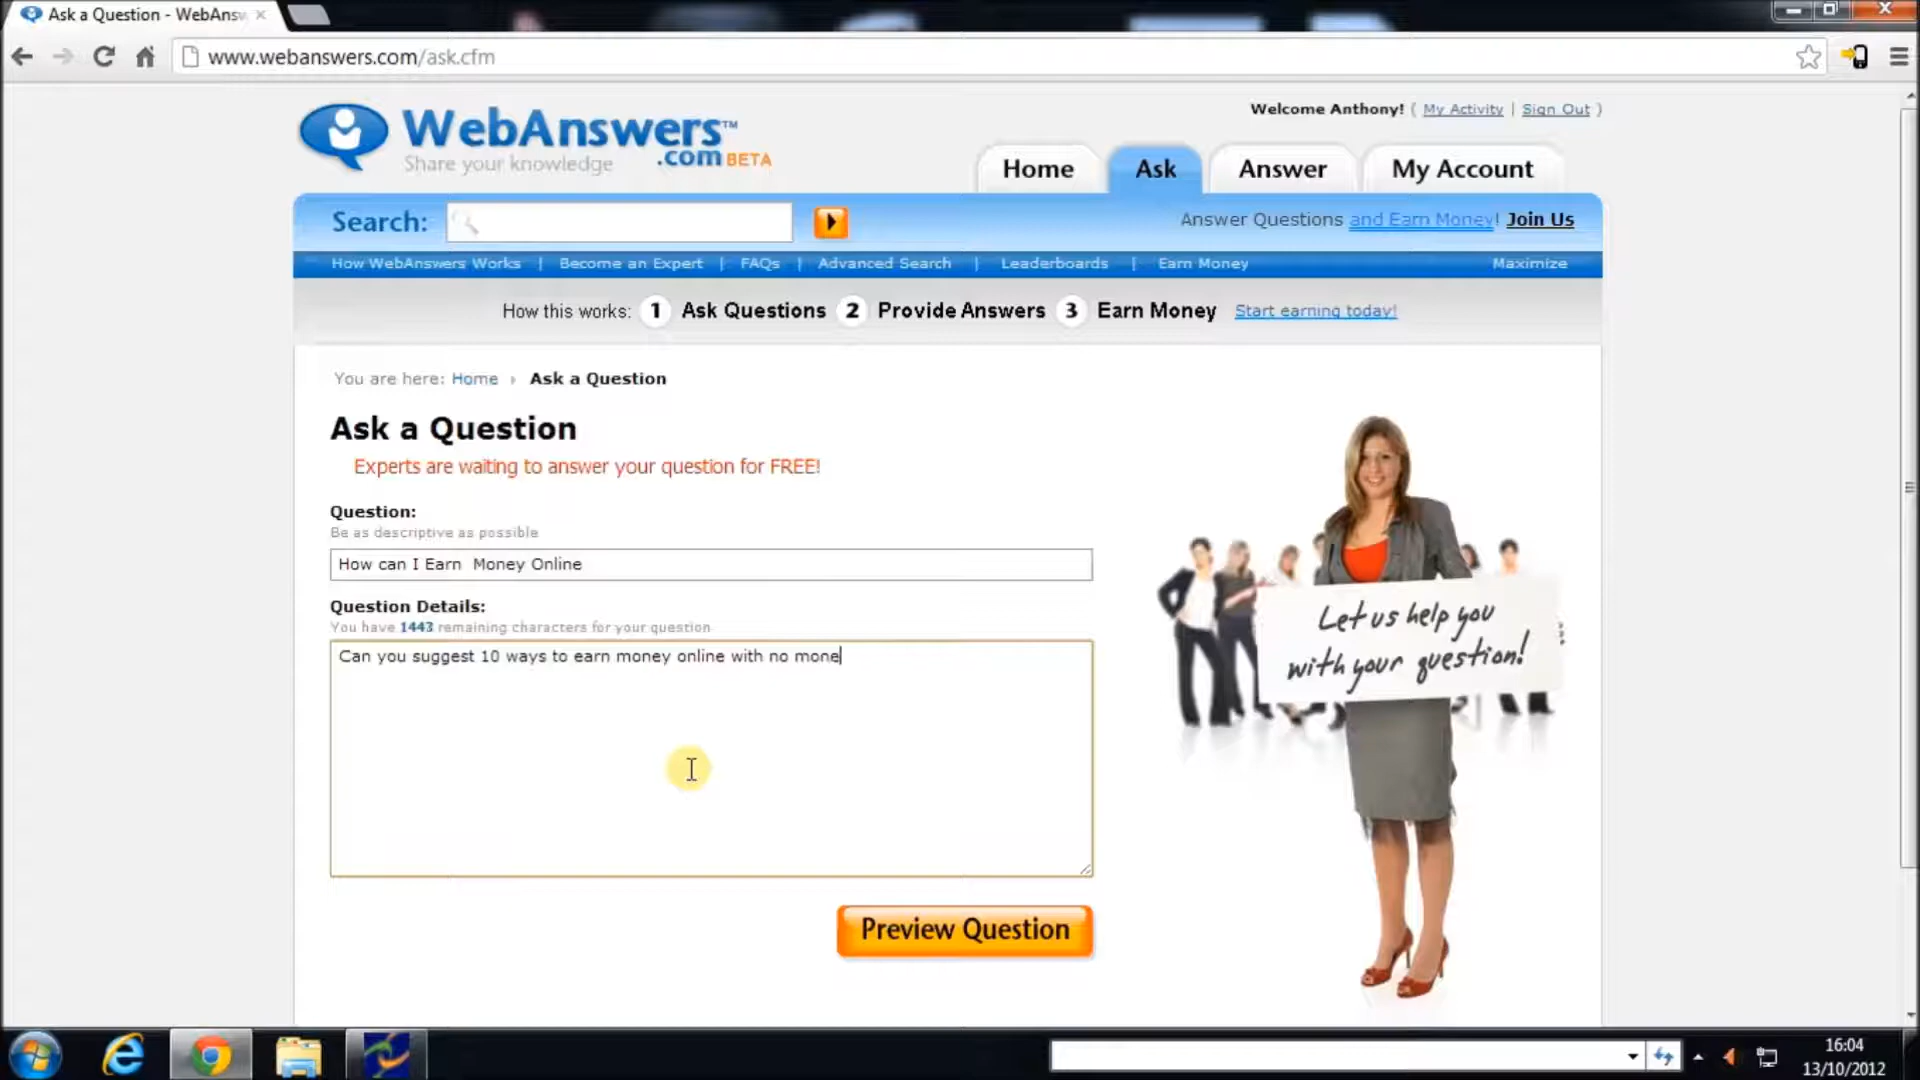 Ask a Question - WebAnsw
www.webanswers.com/ask.cfm
Welcome Anthony! ( My Activity | Sign Out )
WebAnswers™
.com BETA
Share your knowledge
Home Ask Answer My Account
Search:
Answer Questions and Earn Money! Join Us
How WebAnswers Works | Become an Expert | FAQs | Advanced Search | Leaderboards | Earn Money Maximize
How this works: 1 Ask Questions 2 Provide Answers 3 Earn Money Start earning today!
You are here: Home Ask a Question
Ask a Question
Experts are waiting to answer your question for FREE!
Question:
Be as descriptive as possible
How can I Earn  Money Online
Question Details:
You have 1443 remaining characters for your question
Can you suggest 10 ways to earn money online with no mone
Let us help you
with your question!
Preview Question
16:04
13/10/2012